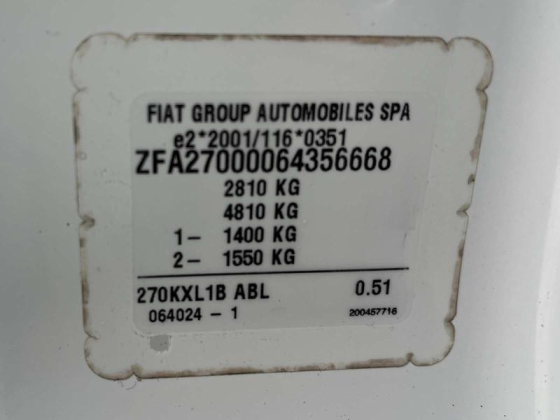 FIAT GROUP AUTOMOBILES SPA
e2*2001/116*0351
ZFA27000064356668
2810 KG
4810 KG
1- 1400 KG
2- 1550 KG
270KXL1B ABL 0.51
064024 - 1 200457716